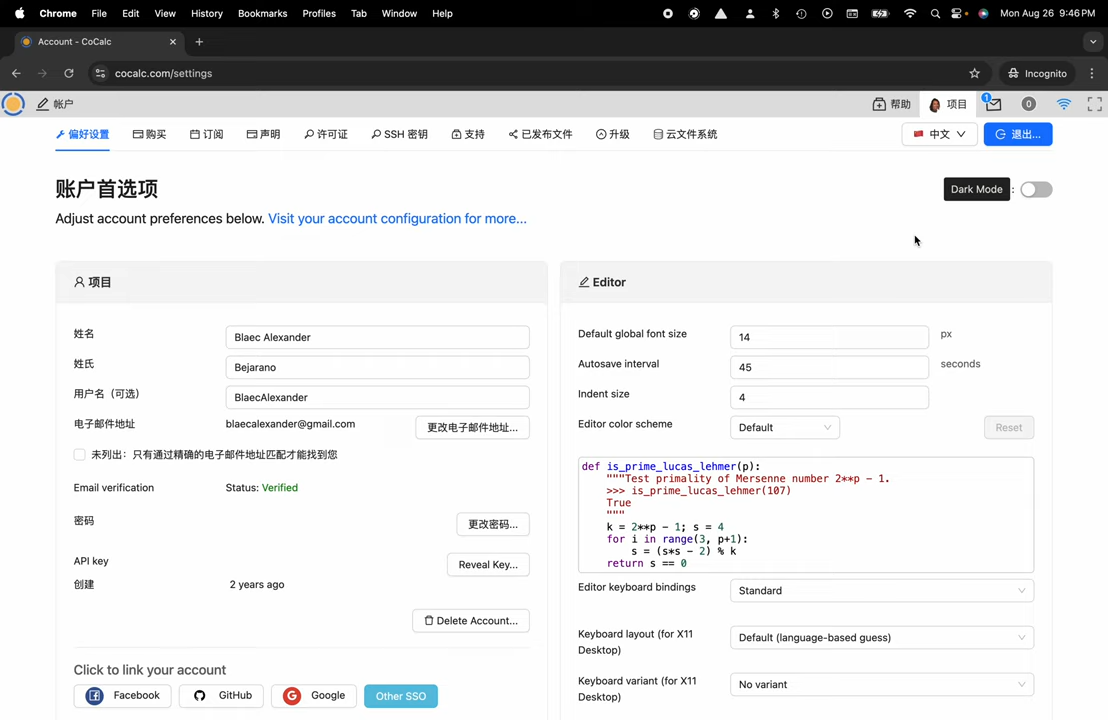 Chrome File Edit View History Bookmarks Profiles Tab Window Help Mon Aug 26 9:46 PM
Account - CoCalc
cocalc.com/settings Incognito
帐户 帮助 项目 1 0
偏好设置 购买 订阅 声明 许可证 SSH 密钥 支持 已发布文件 升级 云文件系统 中文 退出...
账户首选项 Dark Mode :
Adjust account preferences below. Visit your account configuration for more...
项目
姓名 Blaec Alexander
姓氏 Bejarano
用户名（可选） BlaecAlexander
电子邮件地址 blaecalexander@gmail.com 更改电子邮件地址...
未列出：只有通过精确的电子邮件地址匹配才能找到您
Email verification Status: Verified
密码 更改密码...
API key Reveal Key...
创建 2 years ago
Delete Account...
Click to link your account
Facebook GitHub Google Other SSO
Editor
Default global font size 14 px
Autosave interval 45 seconds
Indent size 4
Editor color scheme Default Reset
def is_prime_lucas_lehmer(p):
"""Test primality of Mersenne number 2**p - 1.
>>> is_prime_lucas_lehmer(107)
True
"""
k = 2**p - 1; s = 4
for i in range(3, p+1):
s = (s*s - 2) % k
return s == 0
Editor keyboard bindings Standard
Keyboard layout (for X11 Desktop) Default (language-based guess)
Keyboard variant (for X11 Desktop) No variant